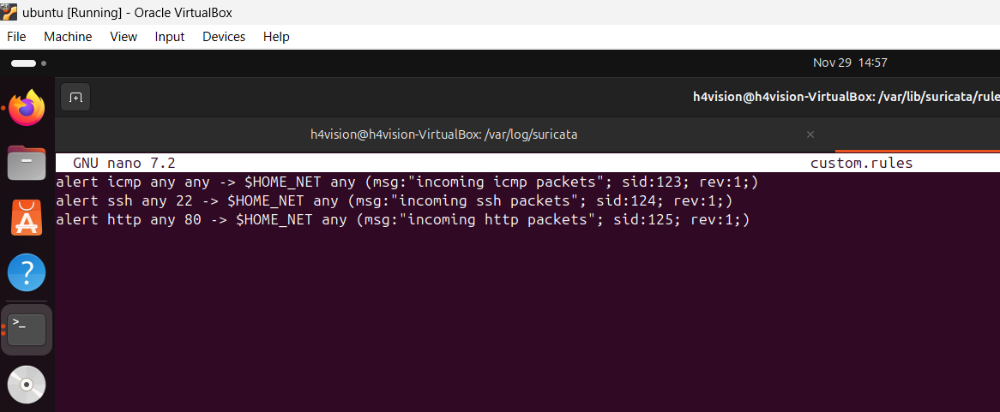 ubuntu [Running] - Oracle VirtualBox
File Machine View Input Devices Help
Nov 29 14:57
h4vision@h4vision-VirtualBox: /var/lib/suricata/rule
h4vision@h4vision-VirtualBox: /var/log/suricata ×
GNU nano 7.2 custom.rules
alert icmp any any -> $HOME_NET any (msg:"incoming icmp packets"; sid:123; rev:1;)
alert ssh any 22 -> $HOME_NET any (msg:"incoming ssh packets"; sid:124; rev:1;)
alert http any 80 -> $HOME_NET any (msg:"incoming http packets"; sid:125; rev:1;)